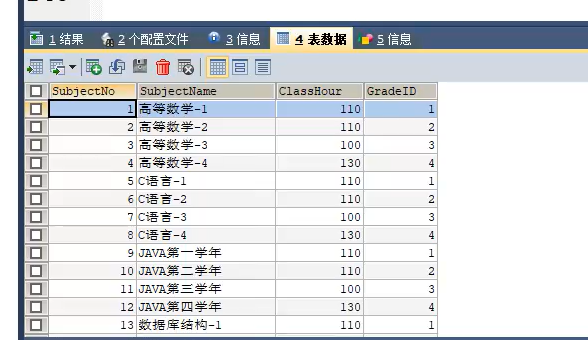 1 结果 2 个配置文件 3 信息 4 表数据 5 信息
SubjectNo SubjectName ClassHour GradeID
1 高等数学-1 110 1
2 高等数学-2 110 2
3 高等数学-3 100 3
4 高等数学-4 130 4
5 C语言-1 110 1
6 C语言-2 110 2
7 C语言-3 100 3
8 C语言-4 130 4
9 JAVA第一学年 110 1
10 JAVA第二学年 110 2
11 JAVA第三学年 100 3
12 JAVA第四学年 130 4
13 数据库结构-1 110 1